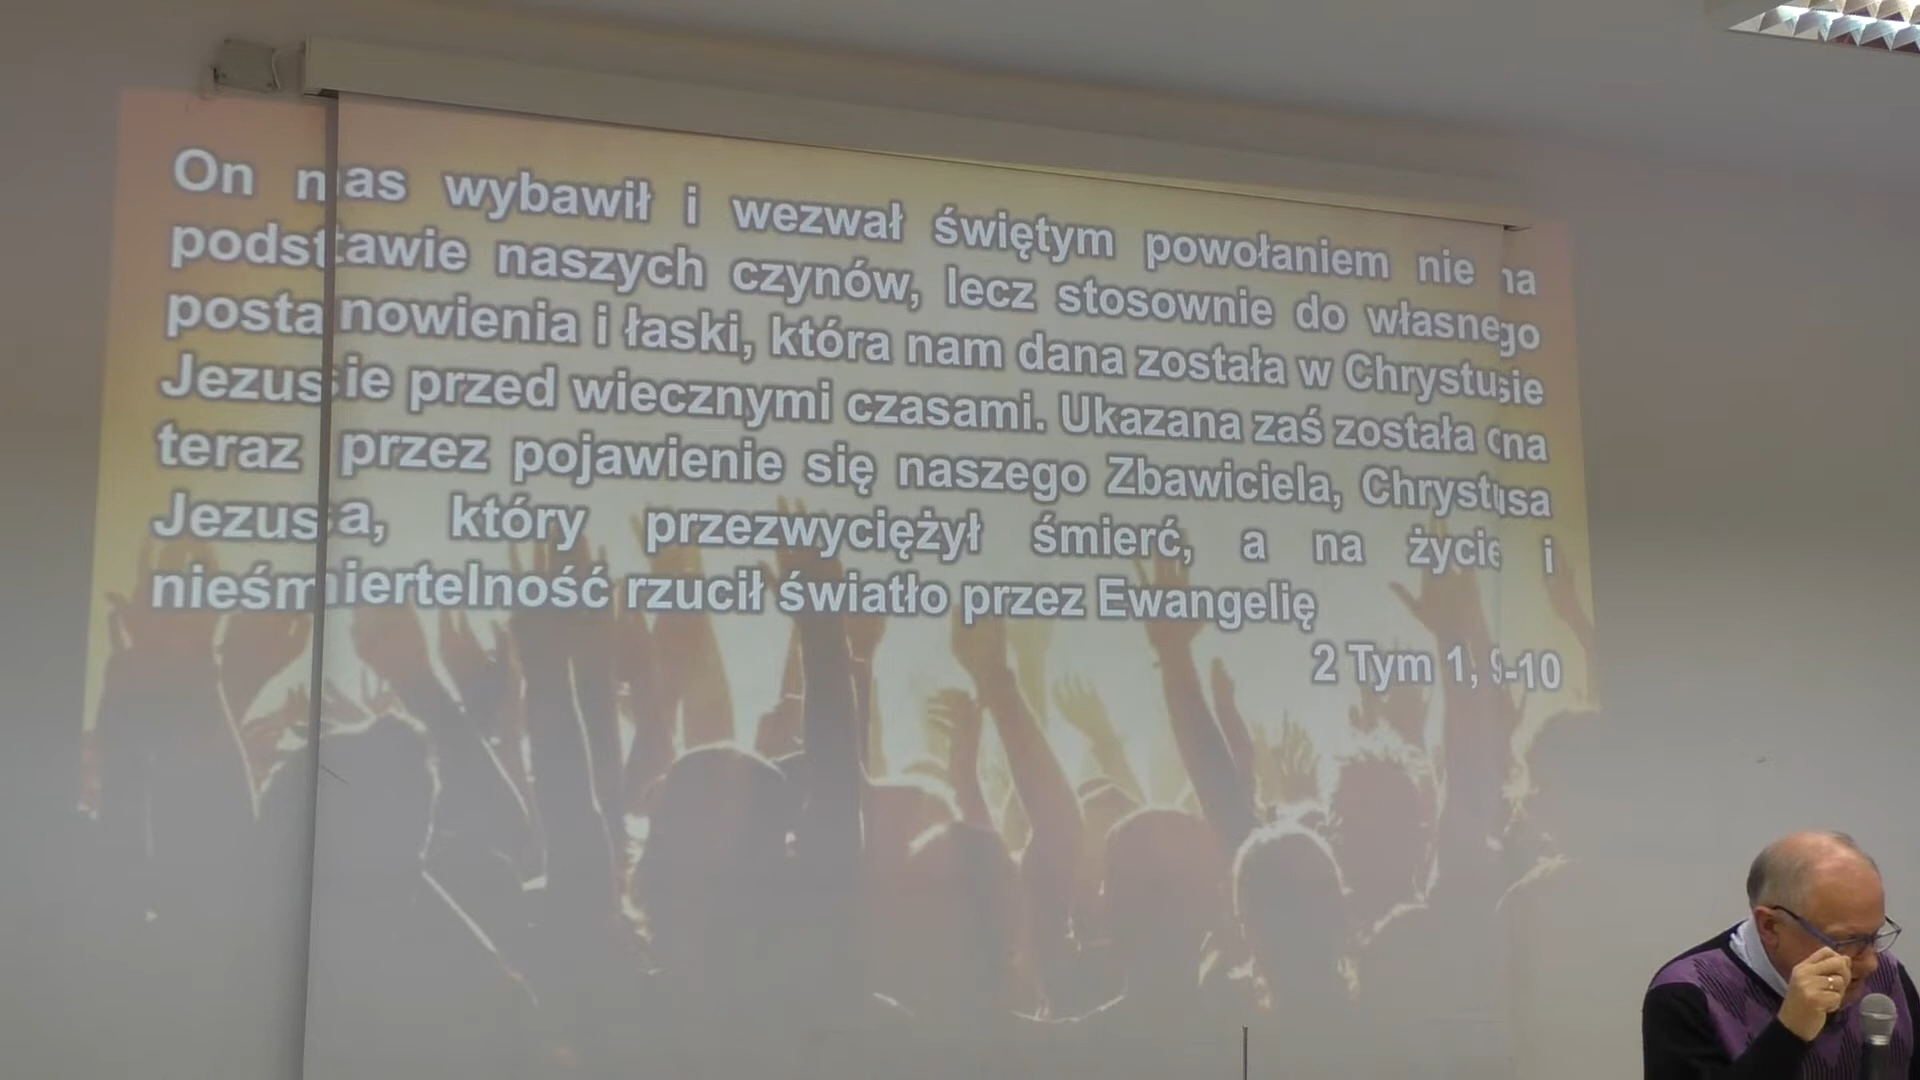 On nas wybawił i wezwał świętym powołaniem nie na
podstawie naszych czynów, lecz stosownie do własnego
postanowienia i łaski, która nam dana została w Chrystusie
Jezusie przed wiecznymi czasami. Ukazana zaś została ona
teraz przez pojawienie się naszego Zbawiciela, Chrystusa
Jezusa, który przezwyciężył śmierć, a na życie i
nieśmiertelność rzucił światło przez Ewangelię
2 Tym 1, 9-10